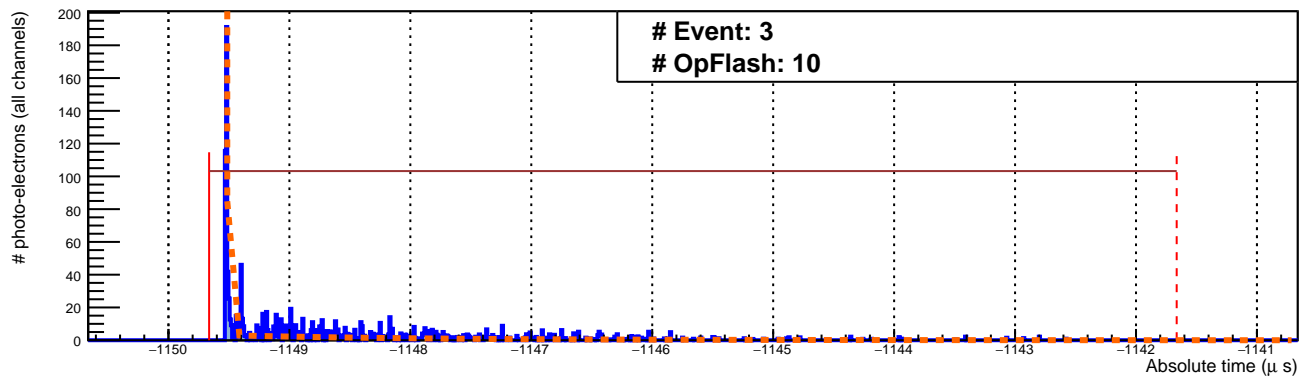 # Event: 3
# OpFlash: 10
# photo-electrons (all channels)
200
180
160
140
120
100
80
60
40
20
0
−1150 −1149 −1148 −1147 −1146 −1145 −1144 −1143 −1142 −1141
Absolute time (μ s)